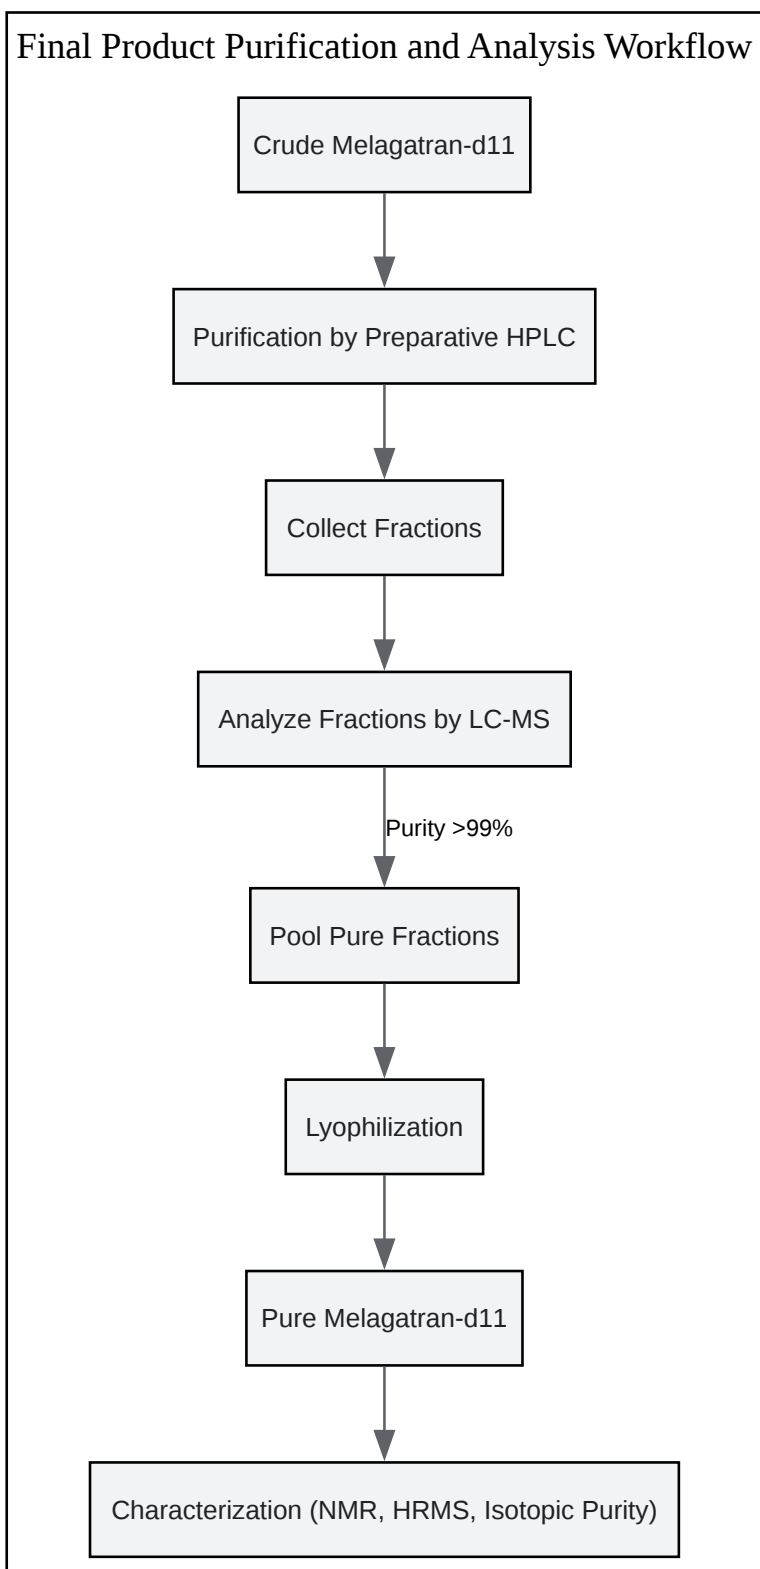 Final Product Purification and Analysis Workflow
Crude Melagatran-d11
Purification by Preparative HPLC
Collect Fractions
Analyze Fractions by LC-MS
Purity >99%
Pool Pure Fractions
Lyophilization
Pure Melagatran-d11
Characterization (NMR, HRMS, Isotopic Purity)